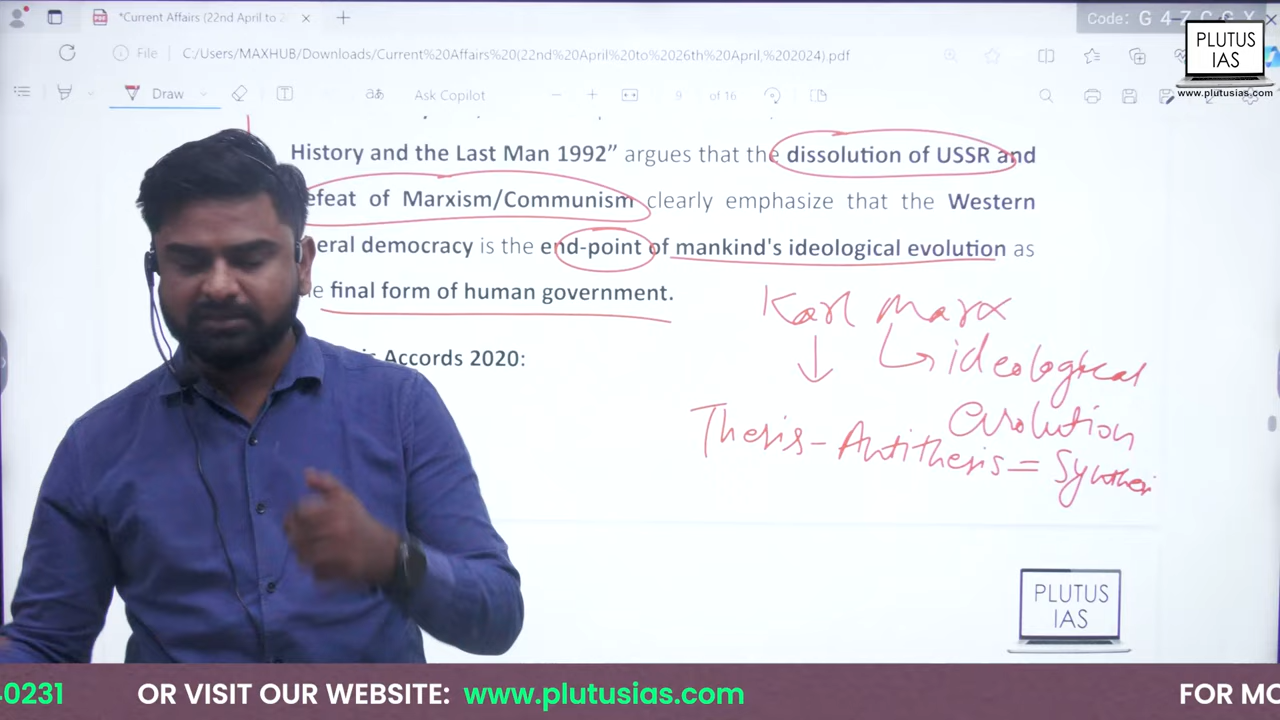 *Current Affairs (22nd April to 2
Code: G 4 7 C G X
File C:/Users/MAXHUB/Downloads/Current%20Affairs%20(22nd%20April%20to%2026th%20April,%202024).pdf
PLUTUS
IAS
www.plutusias.com
Draw
Ask Copilot
9 of 16
History and the Last Man 1992” argues that the dissolution of USSR and
efeat of Marxism/Communism clearly emphasize that the Western
eral democracy is the end-point of mankind's ideological evolution as
e final form of human government.
Karl Marx
ideological
evolution
Thesis - Antithesis = Synthesi
Accords 2020:
PLUTUS
IAS
0231 OR VISIT OUR WEBSITE: www.plutusias.com FOR MO